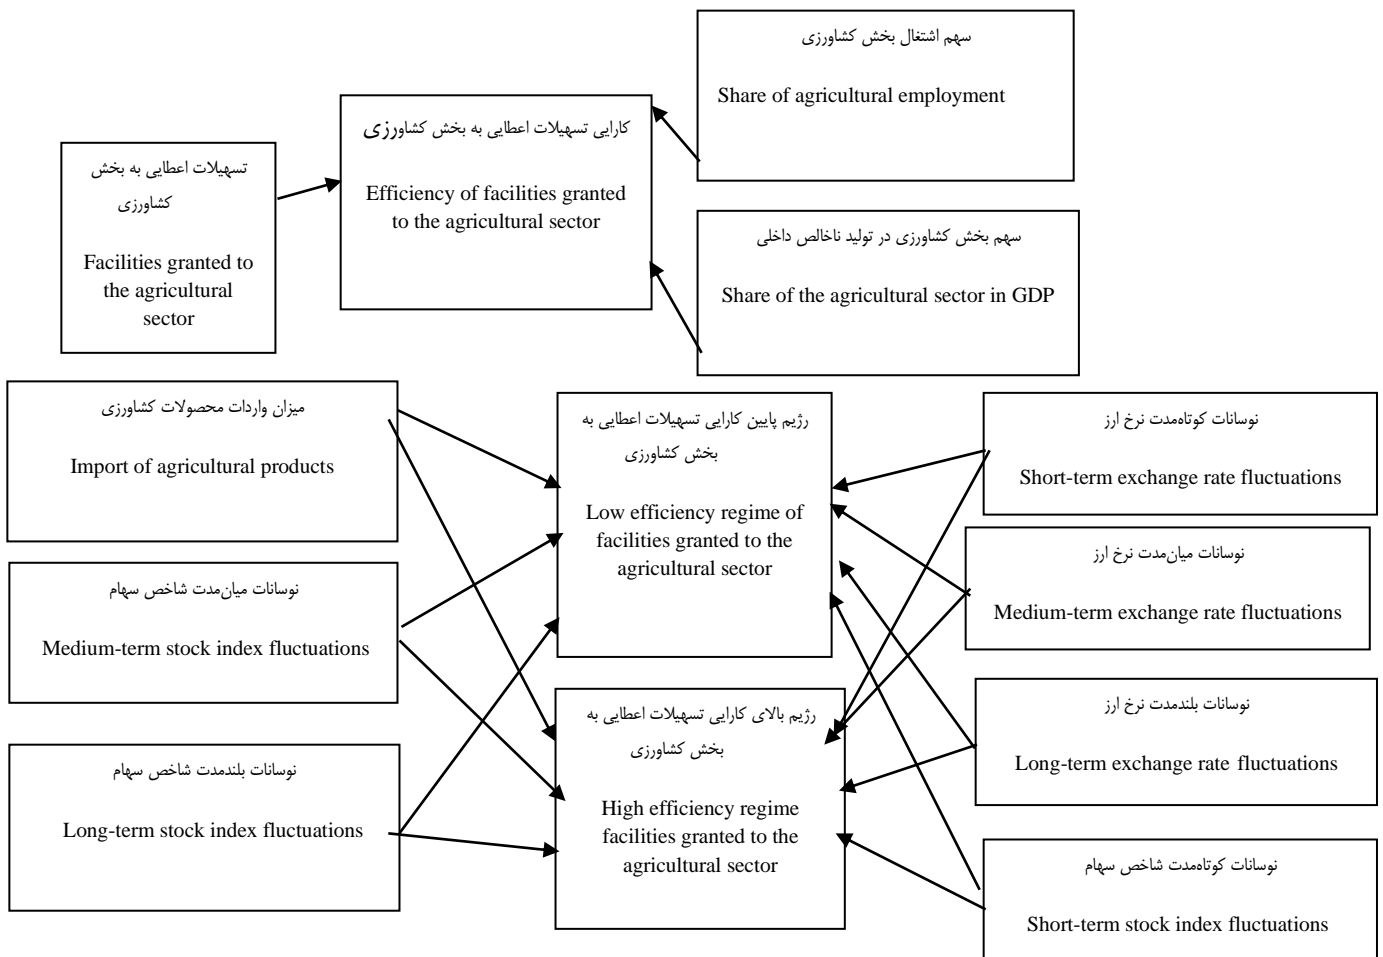 سهم اشتغال بخش کشاورزی
Share of agricultural employment
کارایی تسهیلات اعطایی به بخش کشاورزی
Efficiency of facilities granted
to the agricultural sector
تسهیلات اعطایی به بخش
کشاورزی
Facilities granted to
the agricultural
sector
سهم بخش کشاورزی در تولید ناخالص داخلی
Share of the agricultural sector in GDP
میزان واردات محصولات کشاورزی
Import of agricultural products
رژیم پایین کارایی تسهیلات اعطایی به
بخش کشاورزی
Low efficiency regime of
facilities granted to the
agricultural sector
نوسانات کوتاه‌مدت نرخ ارز
Short-term exchange rate fluctuations
نوسانات میان‌مدت شاخص سهام
Medium-term stock index fluctuations
نوسانات میان‌مدت نرخ ارز
Medium-term exchange rate fluctuations
رژیم بالای کارایی تسهیلات اعطایی به
بخش کشاورزی
High efficiency regime
facilities granted to the
agricultural sector
نوسانات بلندمدت نرخ ارز
Long-term exchange rate fluctuations
نوسانات بلندمدت شاخص سهام
Long-term stock index fluctuations
نوسانات کوتاه‌مدت شاخص سهام
Short-term stock index fluctuations